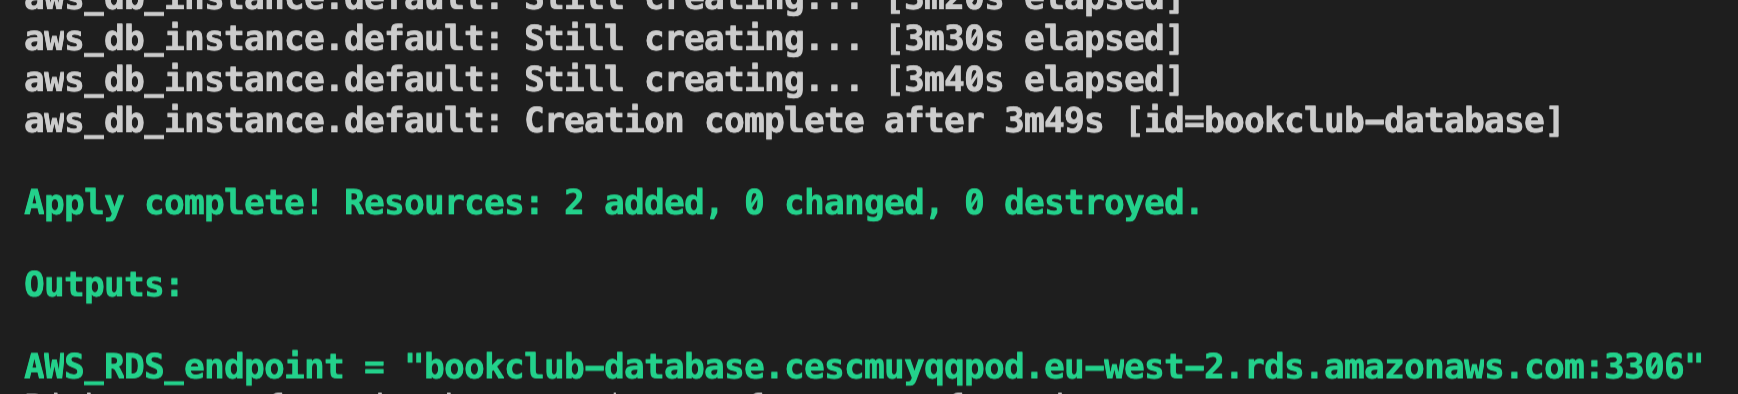 aws_db_instance.default: Still creating... [3m20s elapsed]
aws_db_instance.default: Still creating... [3m30s elapsed]
aws_db_instance.default: Still creating... [3m40s elapsed]
aws_db_instance.default: Creation complete after 3m49s [id=bookclub-database]
Apply complete! Resources: 2 added, 0 changed, 0 destroyed.
Outputs:
AWS_RDS_endpoint = "bookclub-database.cescmuyqqpod.eu-west-2.rds.amazonaws.com:3306"